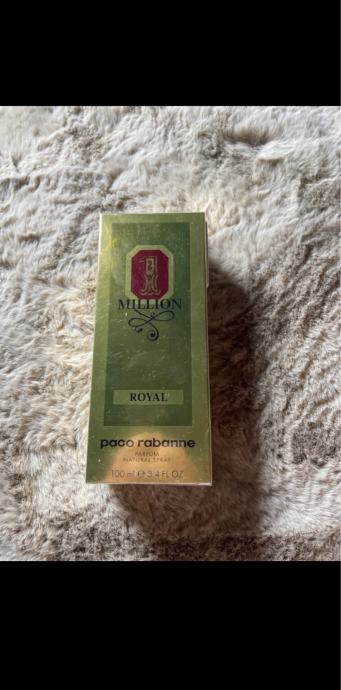 1
MILLION
ROYAL
paco rabanne
PARFUM
NATURAL SPRAY
100 ml ℮ 3.4 FL.OZ